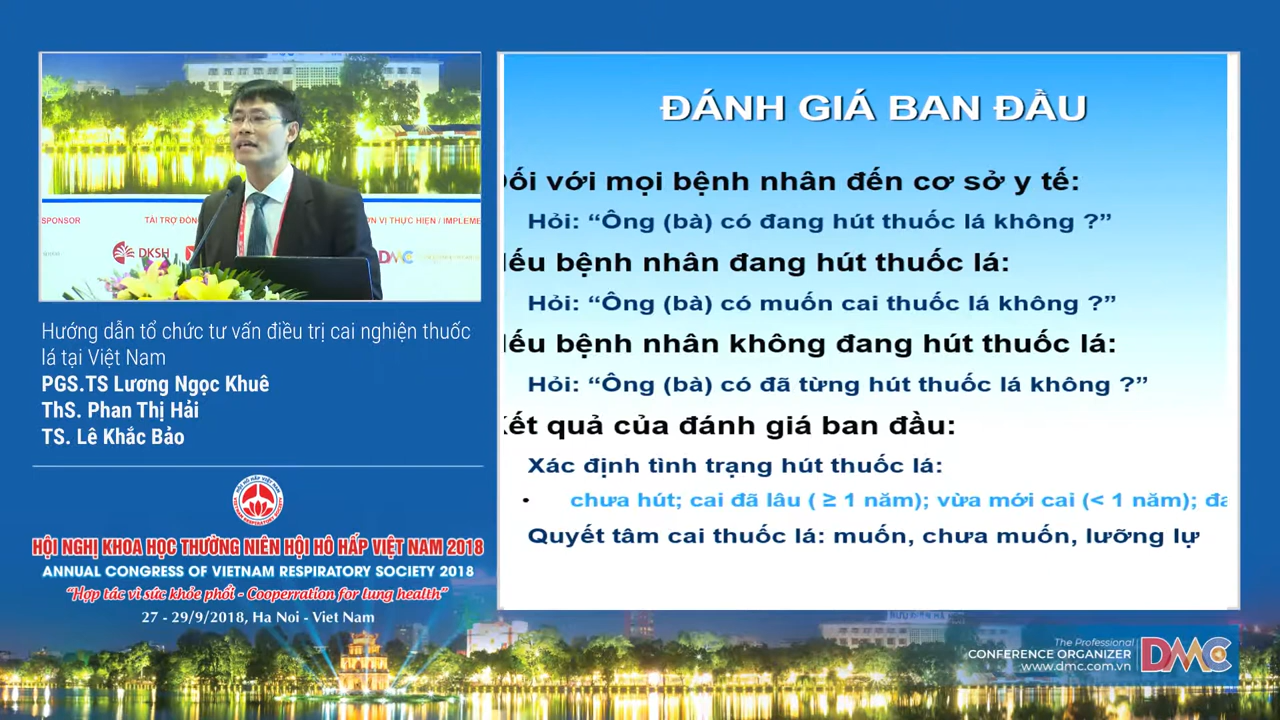 SPONSOR
TÀI TRỢ ĐỒN
DKSH
DMC
Hướng dẫn tổ chức tư vấn điều trị cai nghiện thuốc
lá tại Việt Nam
PGS.TS Lương Ngọc Khuê
ThS. Phan Thị Hải
TS. Lê Khắc Bảo
HỘI NGHỊ KHOA HỌC THƯỜNG NIÊN HỘI HÔ HẤP VIỆT NAM 2018
ANNUAL CONGRESS OF VIETNAM RESPIRATORY SOCIETY 2018
“Hợp tác vì sức khỏe phổi - Cooperration for lung health”
27 - 29/9/2018, Ha Noi - Viet Nam
ĐÁNH GIÁ BAN ĐẦU
Đối với mọi bệnh nhân đến cơ sở y tế:
Hỏi: “Ông (bà) có đang hút thuốc lá không ?”
ếu bệnh nhân đang hút thuốc lá:
Hỏi: “Ông (bà) có muốn cai thuốc lá không ?”
ếu bệnh nhân không đang hút thuốc lá:
Hỏi: “Ông (bà) có đã từng hút thuốc lá không ?”
Kết quả của đánh giá ban đầu:
Xác định tình trạng hút thuốc lá:
• chưa hút; cai đã lâu ( ≥ 1 năm); vừa mới cai (< 1 năm); đa
Quyết tâm cai thuốc lá: muốn, chưa muốn, lưỡng lự
The Professional
CONFERENCE ORGANIZER
www.dmc.com.vn
DMC